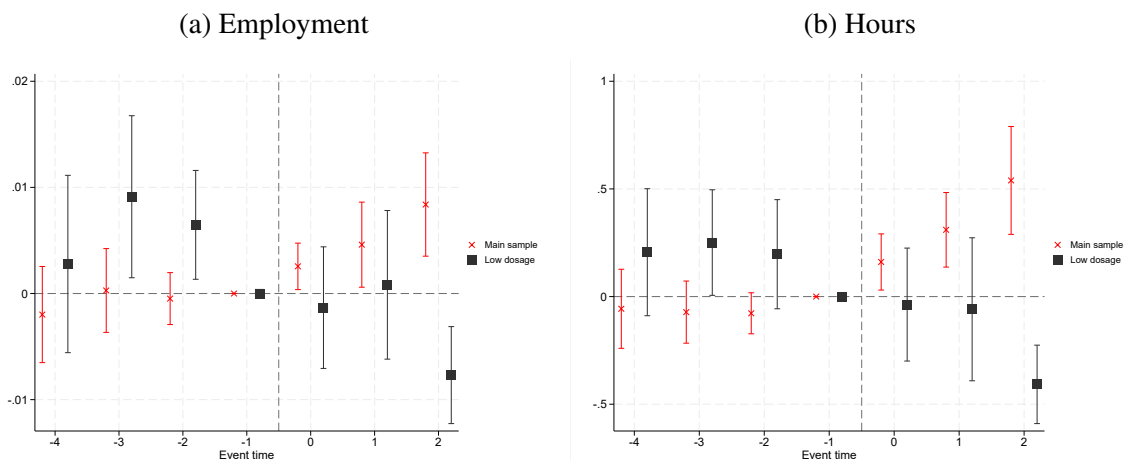 (a) Employment
.02
.01
0
-.01
-4 -3 -2 -1 0 1 2
Event time
Main sample
Low dosage
(b) Hours
1
.5
0
-.5
-4 -3 -2 -1 0 1 2
Event time
Main sample
Low dosage